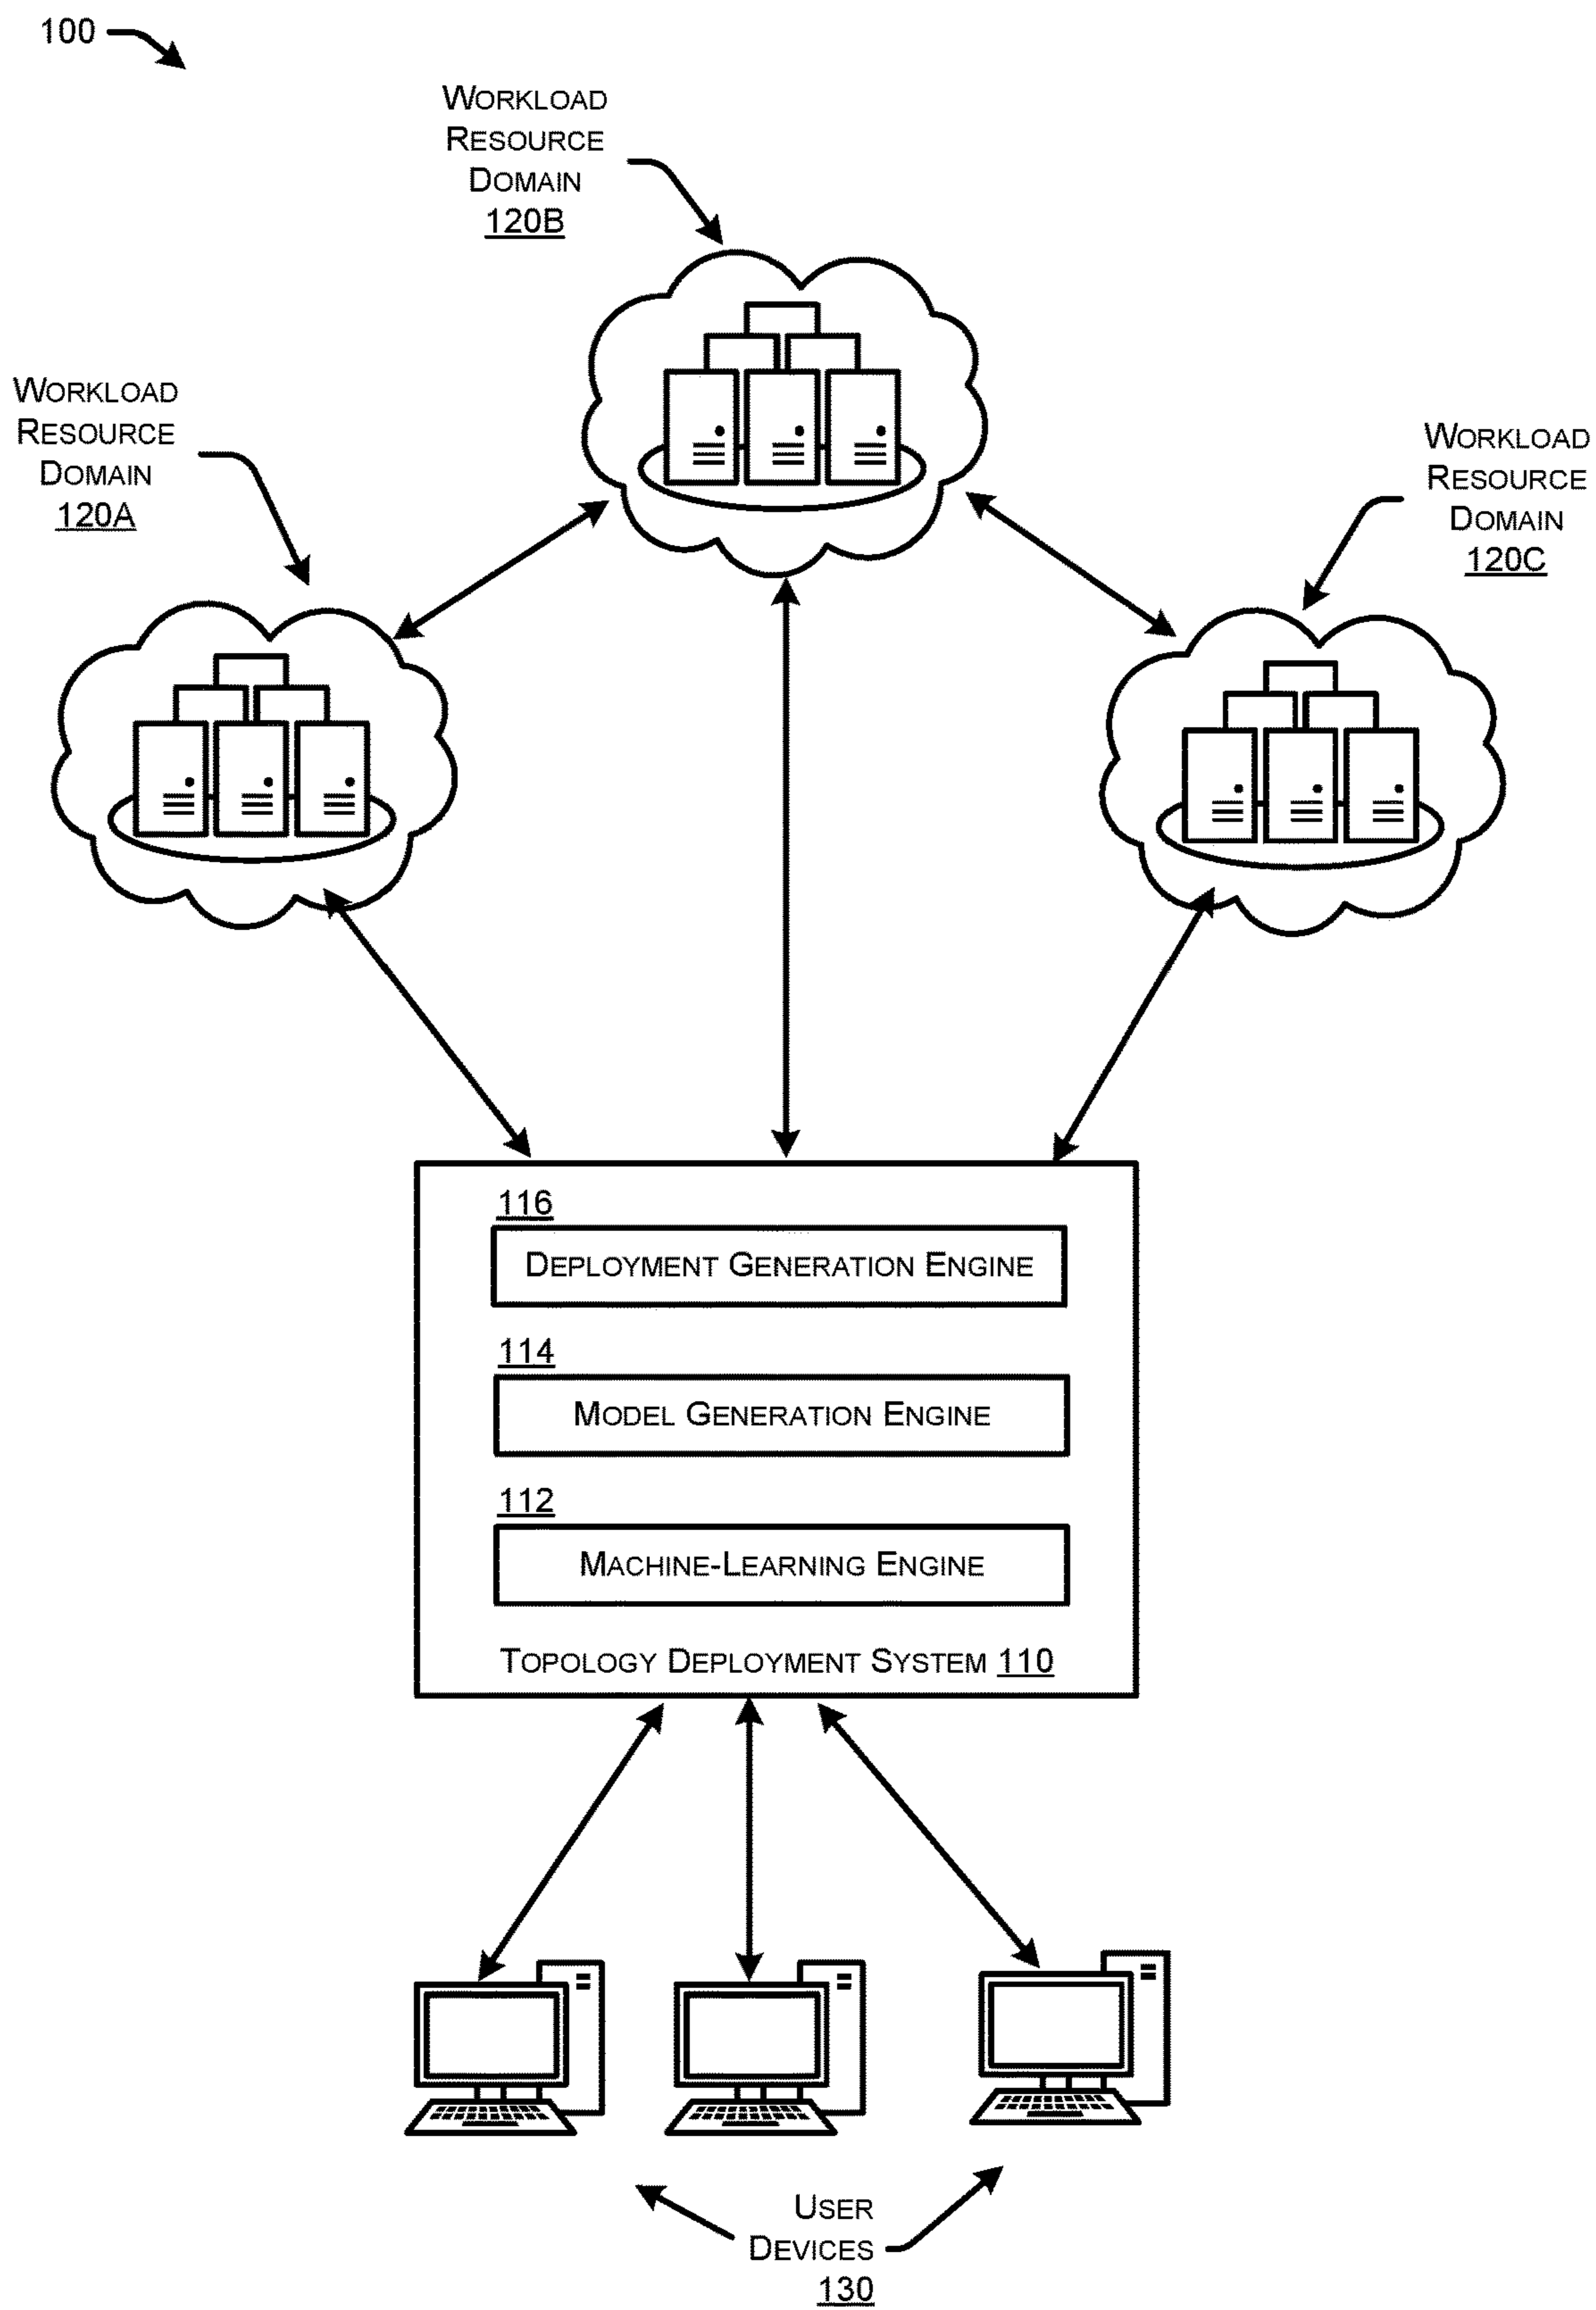 100
WORKLOAD
RESOURCE
DOMAIN
120B
WORKLOAD
RESOURCE
DOMAIN
120A
WORKLOAD
RESOURCE
DOMAIN
120C
116
DEPLOYMENT GENERATION ENGINE
114
MODEL GENERATION ENGINE
112
MACHINE-LEARNING ENGINE
TOPOLOGY DEPLOYMENT SYSTEM 110
USER
DEVICES
130